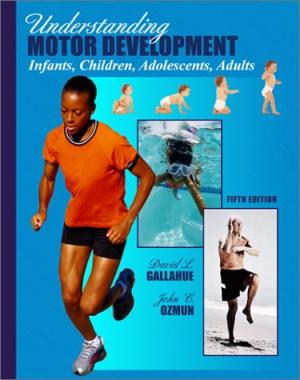 Understanding
MOTOR DEVELOPMENT
Infants, Children, Adolescents, Adults
FIFTH EDITION
David L.
GALLAHUE
John C.
OZMUN